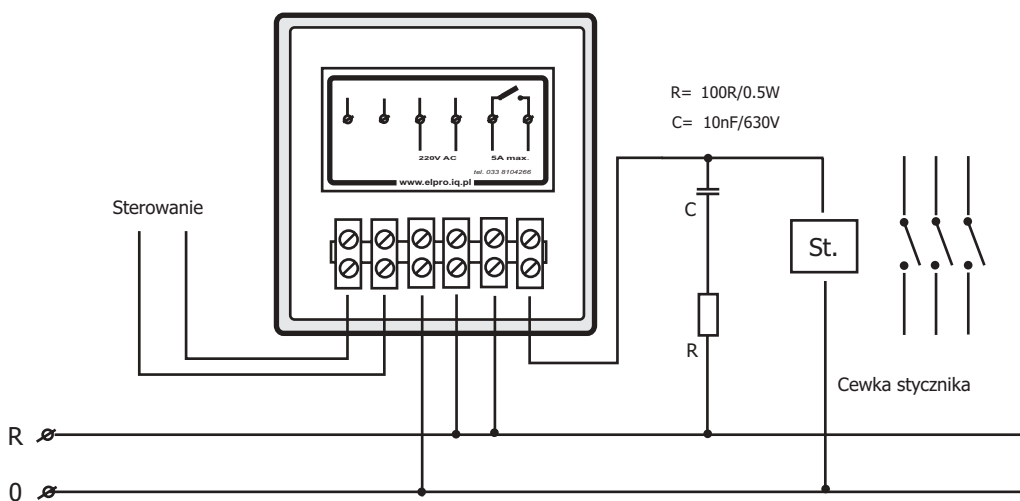 R= 100R/0.5W
C= 10nF/630V
220V AC
5A max.
tel. 033 8104266
www.elpro.iq.pl
Sterowanie
C
St.
R
Cewka stycznika
R
0